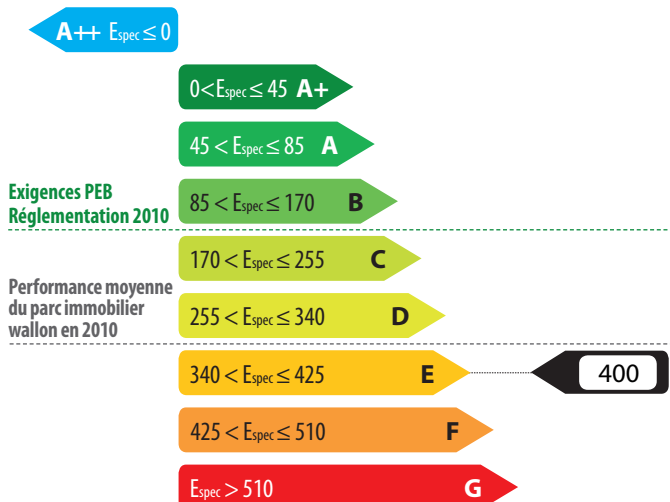 A++ Espec ≤ 0
0 < Espec ≤ 45 A+
45 < Espec ≤ 85 A
Exigences PEB
Réglementation 2010
85 < Espec ≤ 170 B
170 < Espec ≤ 255 C
Performance moyenne
du parc immobilier
wallon en 2010
255 < Espec ≤ 340 D
340 < Espec ≤ 425 E
400
425 < Espec ≤ 510 F
Espec > 510 G